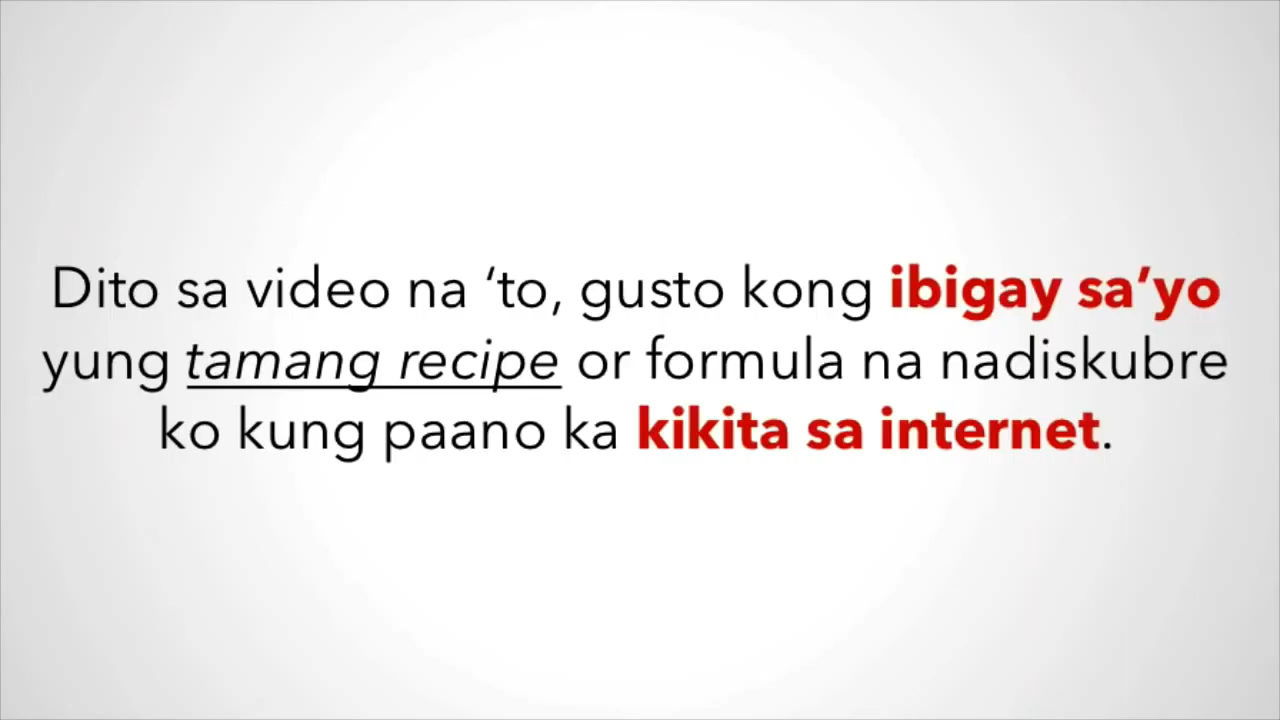 Dito sa video na ‘to, gusto kong ibigay sa’yo
yung tamang recipe or formula na nadiskubre
ko kung paano ka kikita sa internet.